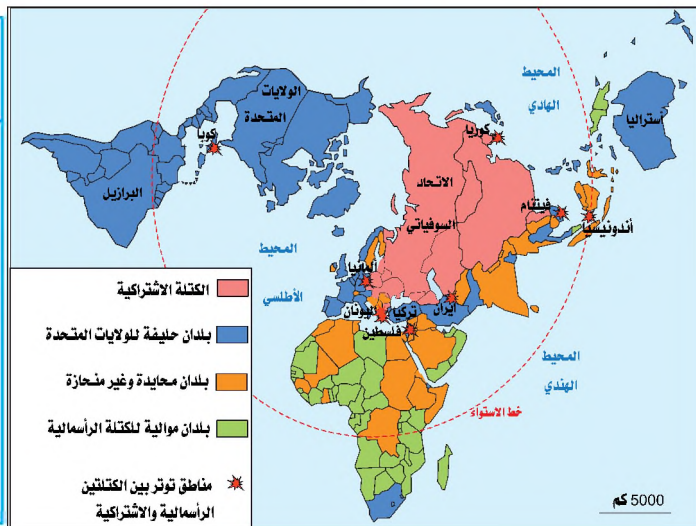 المحيط
الهادي
الولايات
المتحدة
أستراليا
كوبا
كوريا
البرازيل
الاتحاد
السوفياتي
فيتنام
أندونيسيا
المحيط
الأطلسي
ألمانيا
اليونان
تركيا
إيران
فلسطين
المحيط
الهندي
خط الاستواء
الكتلة الاشتراكية
بلدان حليفة للولايات المتحدة
بلدان محايدة وغير منحازة
بلدان موالية للكتلة الرأسمالية
مناطق توتر بين الكتلتين
الرأسمالية والاشتراكية
5000 كم